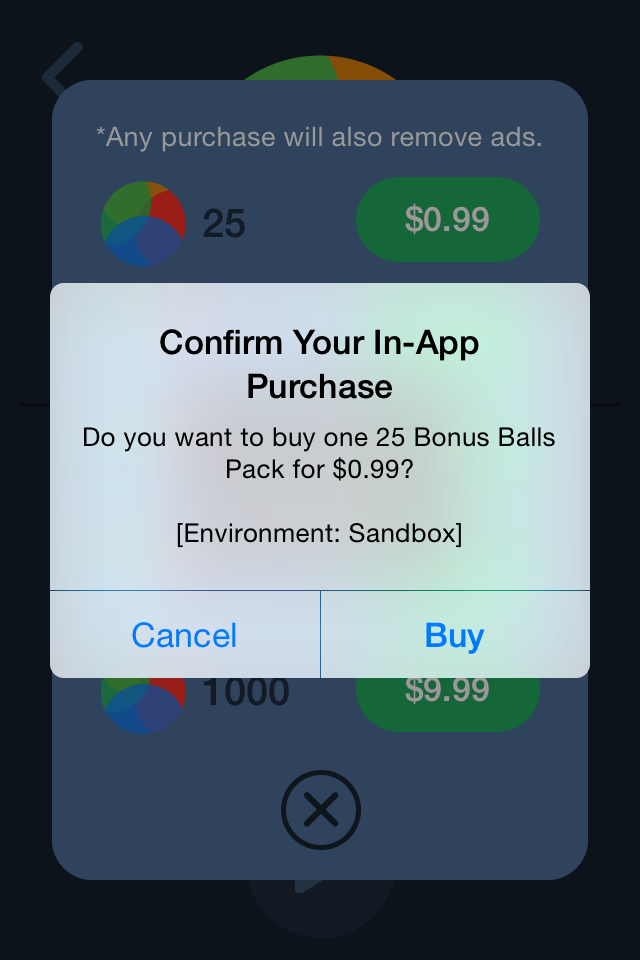 *Any purchase will also remove ads.
25
$0.99
Confirm Your In-App
Purchase
Do you want to buy one 25 Bonus Balls
Pack for $0.99?
[Environment: Sandbox]
Cancel
Buy
1000
$9.99